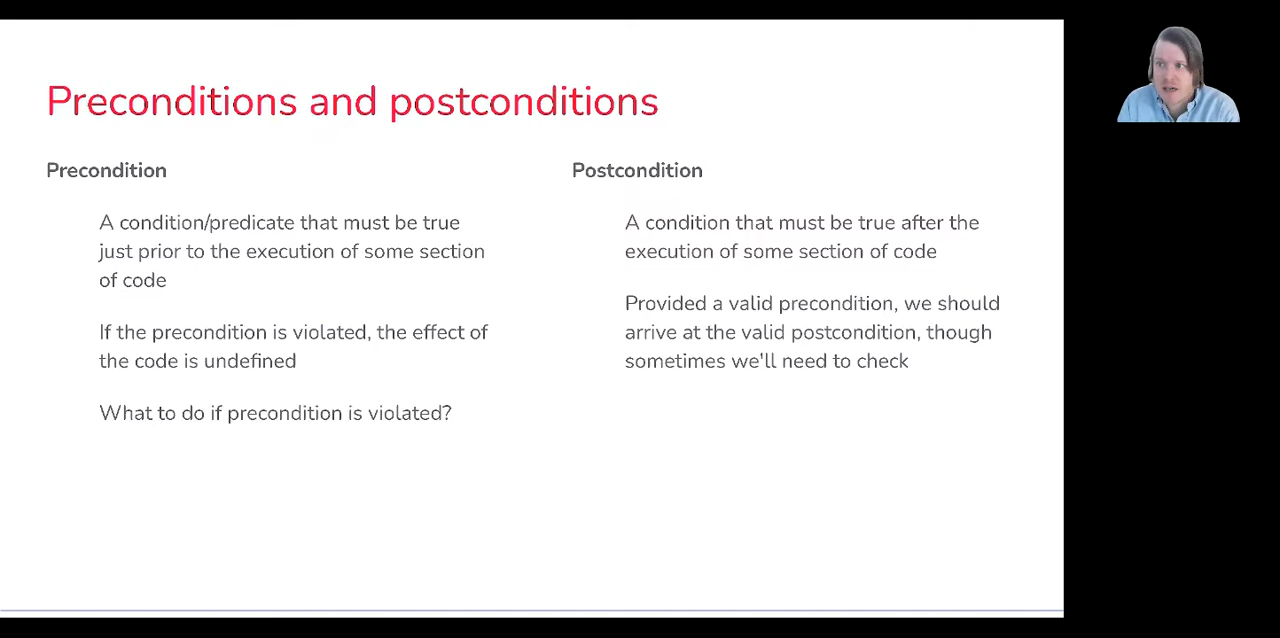 Preconditions and postconditions
Precondition
A condition/predicate that must be true
just prior to the execution of some section
of code
If the precondition is violated, the effect of
the code is undefined
What to do if precondition is violated?
Postcondition
A condition that must be true after the
execution of some section of code
Provided a valid precondition, we should
arrive at the valid postcondition, though
sometimes we'll need to check